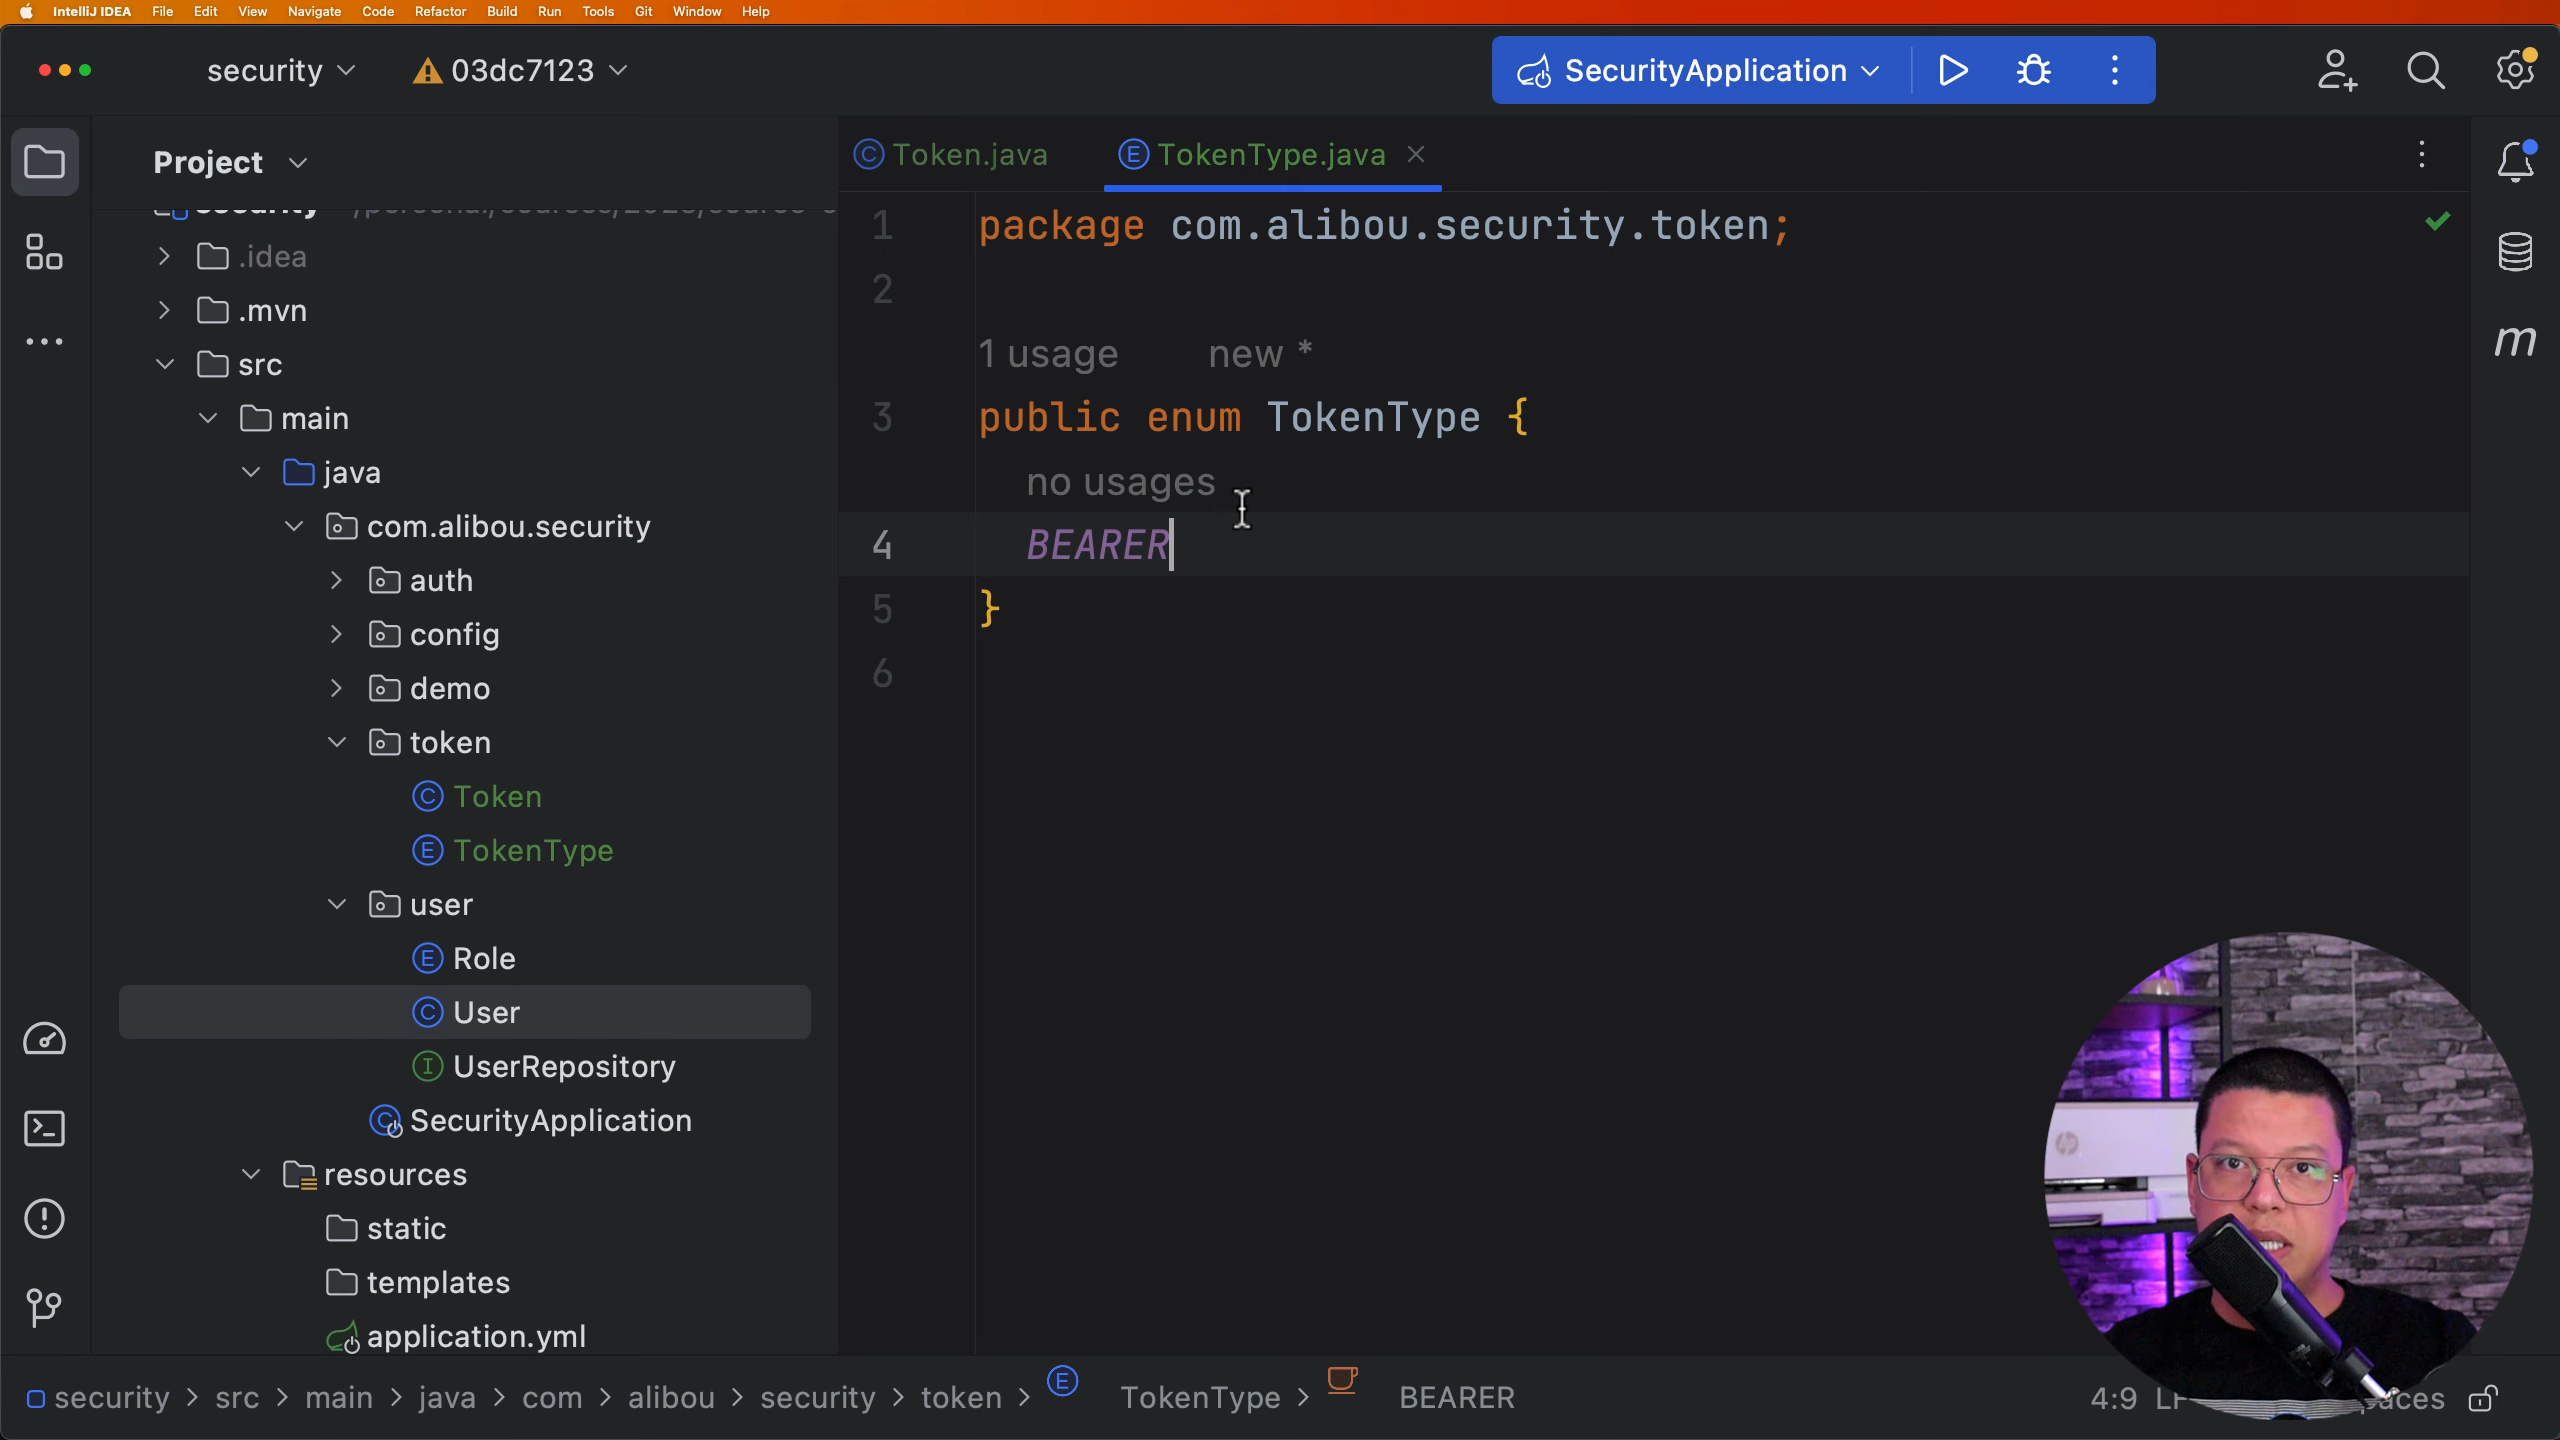 IntelliJ IDEA File Edit View Navigate Code Refactor Build Run Tools Git Window Help
security 03dc7123 SecurityApplication
Project
Token.java TokenType.java
.idea
.mvn
src
main
java
com.alibou.security
auth
config
demo
token
Token
TokenType
user
Role
User
UserRepository
SecurityApplication
resources
static
templates
application.yml
1 package com.alibou.security.token;
2
1 usage new *
3 public enum TokenType {
no usages
4 BEARER
5 }
6
m
hp
security > src > main > java > com > alibou > security > token > TokenType > BEARER
4:9